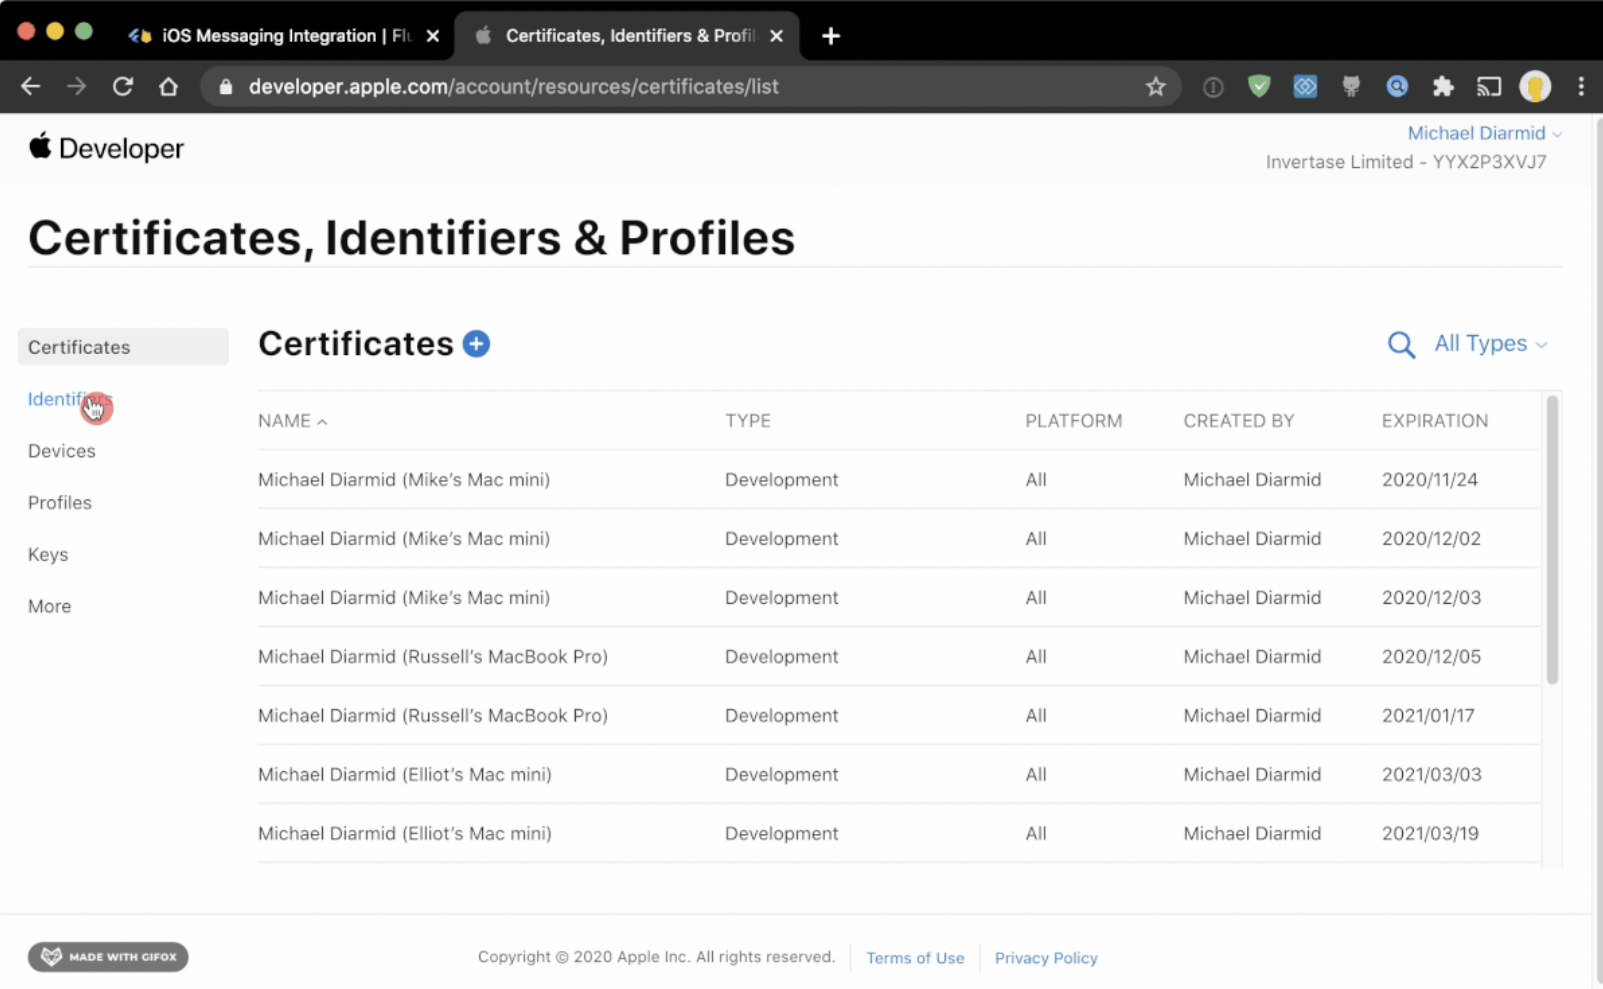 iOS Messaging Integration | Flu
Certificates, Identifiers & Profil
developer.apple.com/account/resources/certificates/list
Developer
Michael Diarmid
Invertase Limited - YYX2P3XVJ7
Certificates, Identifiers & Profiles
Certificates
Identifiers
Devices
Profiles
Keys
More
Certificates
All Types
NAME TYPE PLATFORM CREATED BY EXPIRATION
Michael Diarmid (Mike’s Mac mini) Development All Michael Diarmid 2020/11/24
Michael Diarmid (Mike’s Mac mini) Development All Michael Diarmid 2020/12/02
Michael Diarmid (Mike’s Mac mini) Development All Michael Diarmid 2020/12/03
Michael Diarmid (Russell’s MacBook Pro) Development All Michael Diarmid 2020/12/05
Michael Diarmid (Russell’s MacBook Pro) Development All Michael Diarmid 2021/01/17
Michael Diarmid (Elliot’s Mac mini) Development All Michael Diarmid 2021/03/03
Michael Diarmid (Elliot’s Mac mini) Development All Michael Diarmid 2021/03/19
MADE WITH GIFOX
Copyright © 2020 Apple Inc. All rights reserved. Terms of Use Privacy Policy